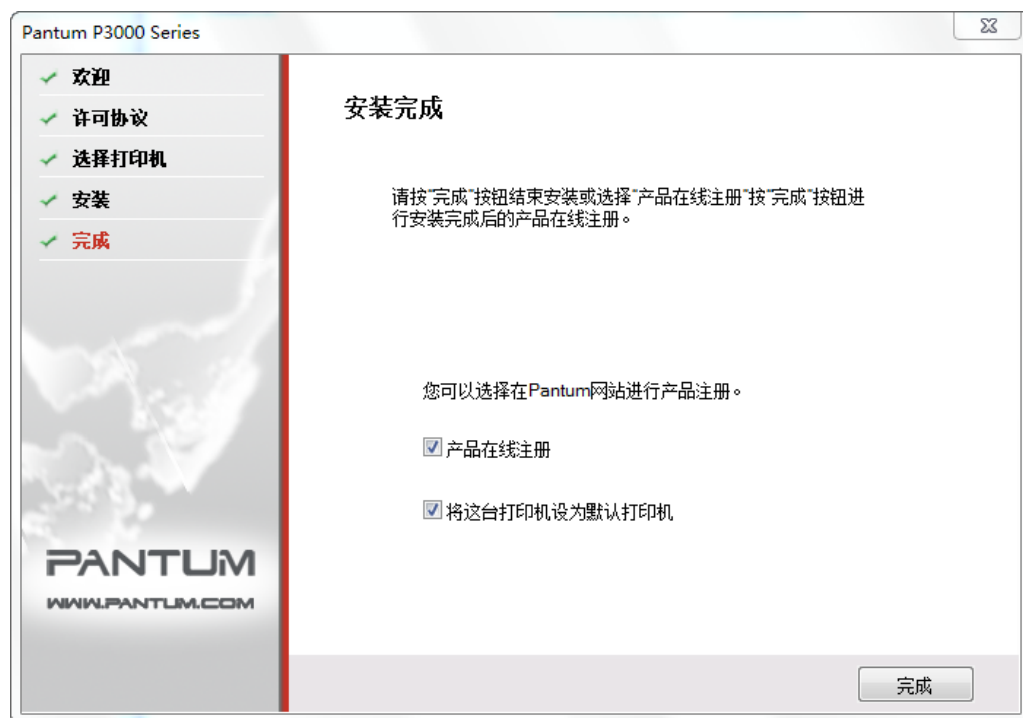 Pantum P3000 Series
欢迎
许可协议
选择打印机
安装
完成
安装完成
请按"完成"按钮结束安装或选择"产品在线注册"按"完成"按钮进
行安装完成后的产品在线注册。
您可以选择在Pantum网站进行产品注册。
产品在线注册
将这台打印机设为默认打印机
PANTUM
WWW.PANTUM.COM
完成